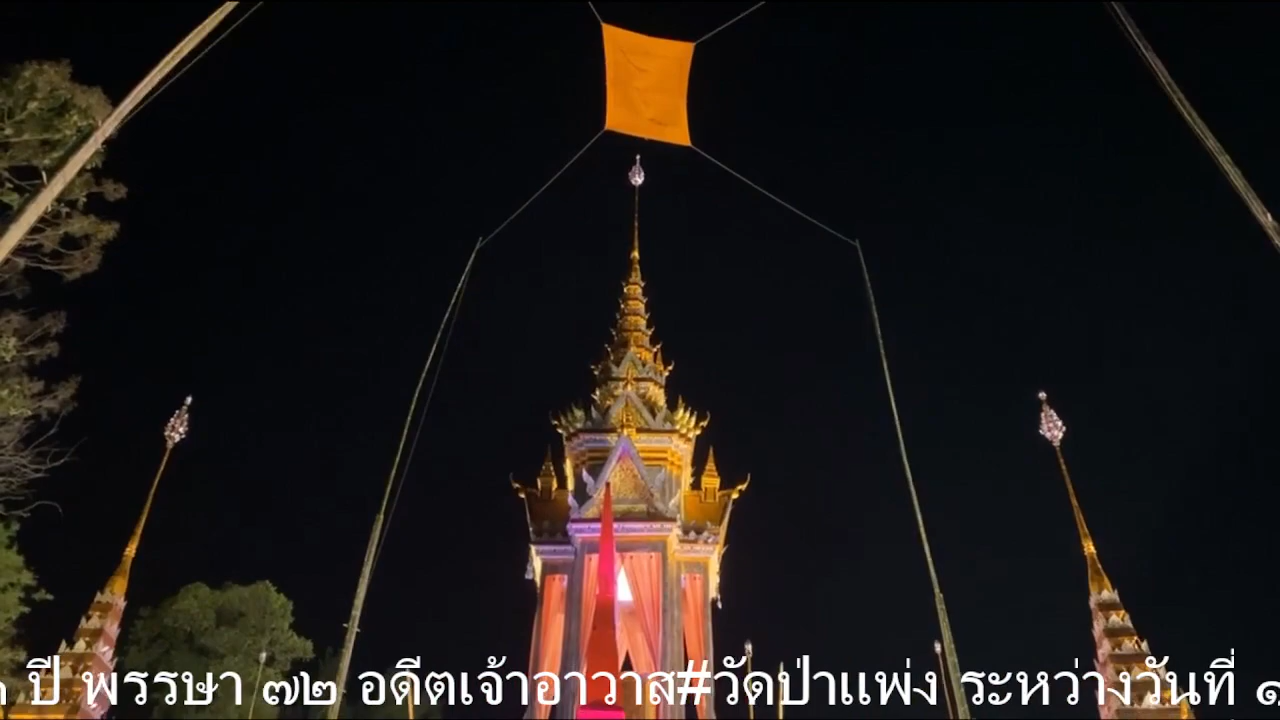 ปี พรรษา ๗๒ อดีตเจ้าอาวาส#วัดป่าแพ่ง ระหว่างวันที่ ๑